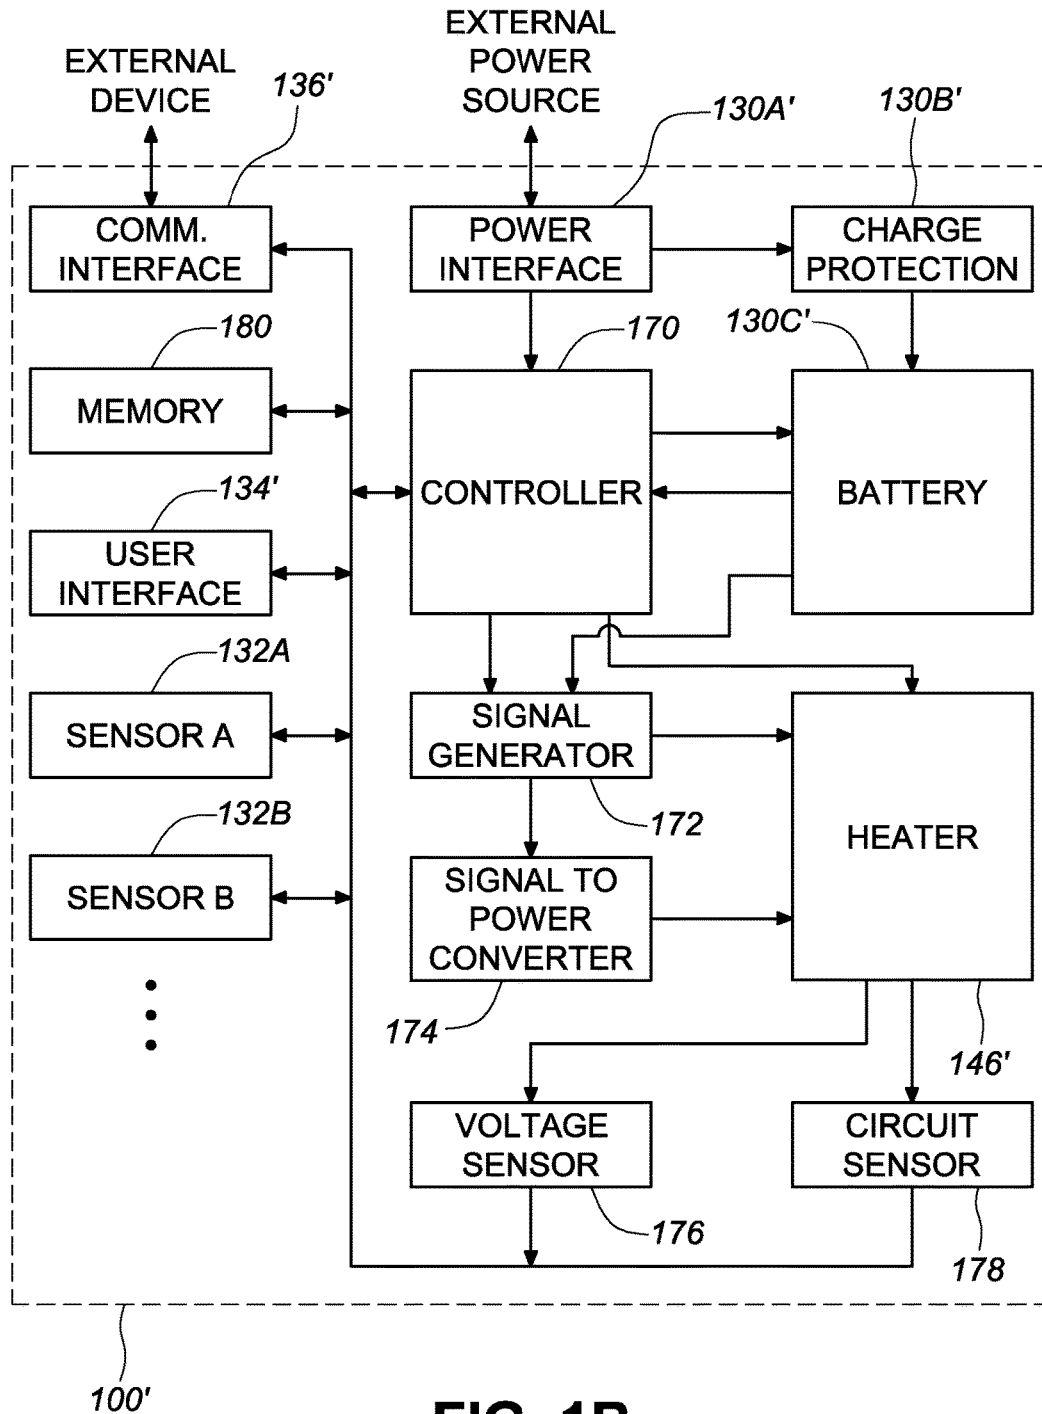 EXTERNAL
DEVICE
136'
EXTERNAL
POWER
SOURCE
130A'
130B'
COMM.
INTERFACE
POWER
INTERFACE
CHARGE
PROTECTION
180
170
130C'
MEMORY
CONTROLLER
BATTERY
134'
USER
INTERFACE
132A
SENSOR A
SIGNAL
GENERATOR
172
HEATER
132B
SENSOR B
SIGNAL TO
POWER
CONVERTER
174
146'
VOLTAGE
SENSOR
176
CIRCUIT
SENSOR
178
100'
FIG. 1B